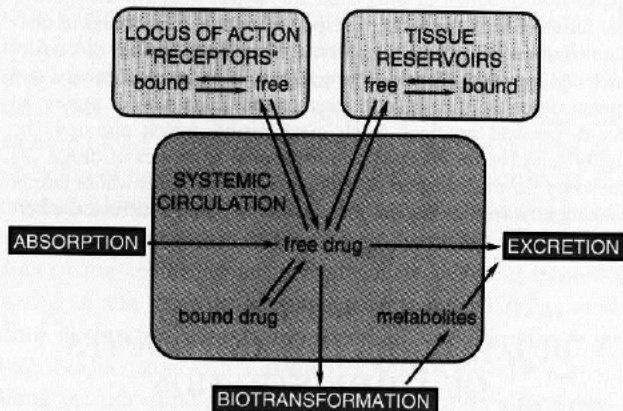 LOCUS OF ACTION
"RECEPTORS"
bound free
TISSUE
RESERVOIRS
free bound
SYSTEMIC
CIRCULATION
ABSORPTION
free drug
EXCRETION
bound drug
metabolites
BIOTRANSFORMATION